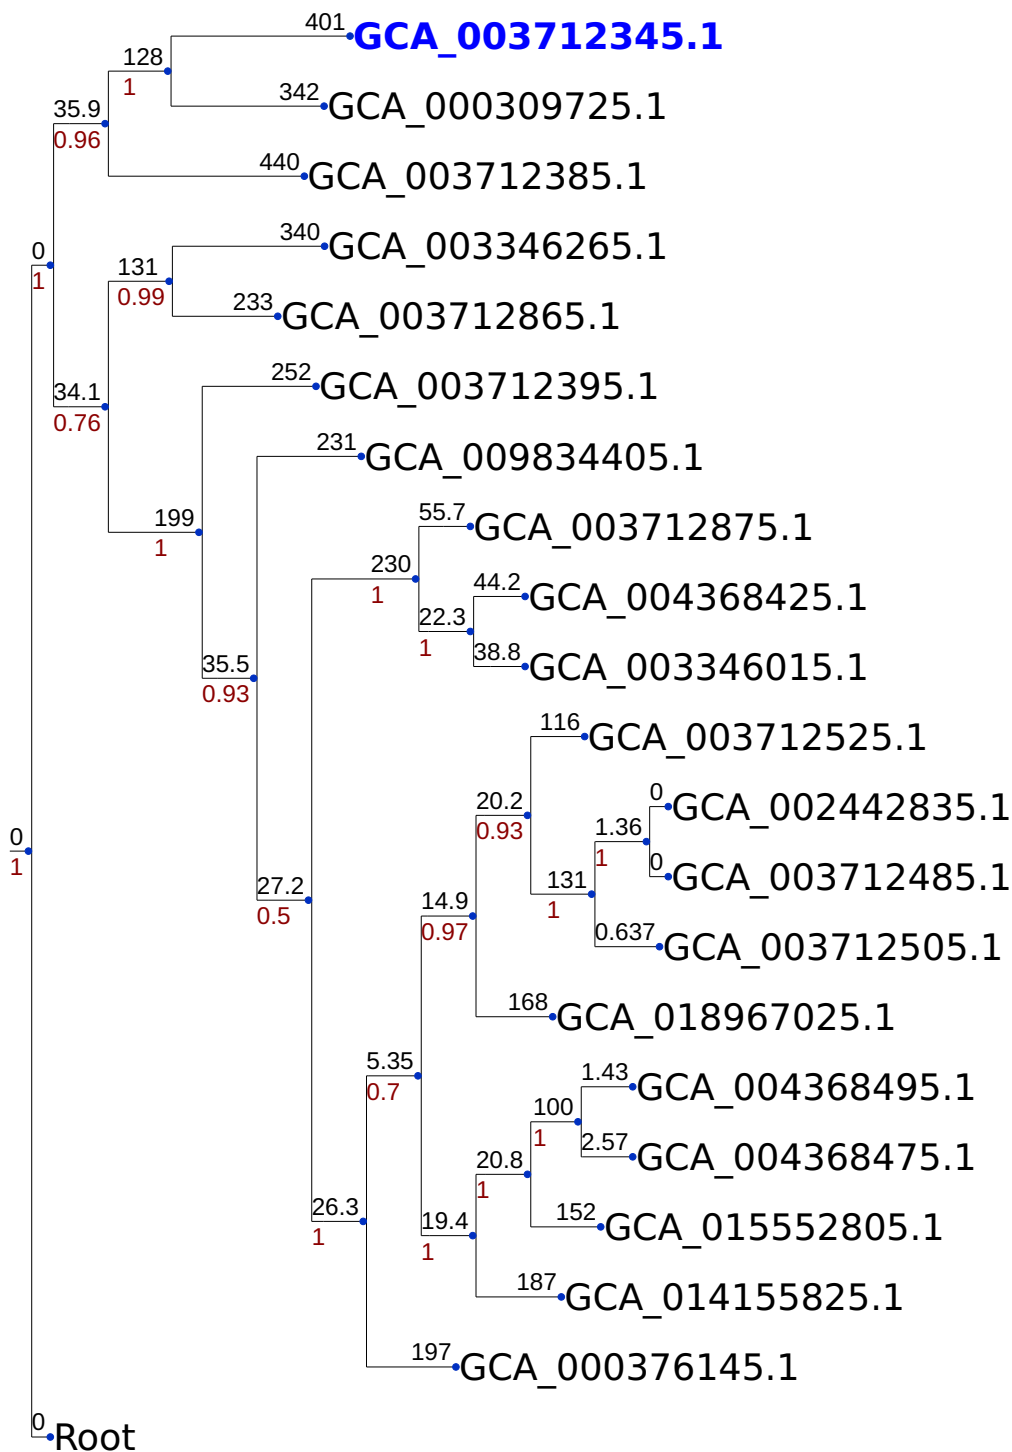 401
GCA_003712345.1
128
1
342
GCA_000309725.1
35.9
0.96
440
GCA_003712385.1
340
GCA_003346265.1
0
1
131
0.99
233
GCA_003712865.1
252
GCA_003712395.1
34.1
0.76
231
GCA_009834405.1
55.7
GCA_003712875.1
199
1
230
1
44.2
GCA_004368425.1
22.3
1
38.8
GCA_003346015.1
35.5
0.93
116
GCA_003712525.1
20.2
0.93
0
GCA_002442835.1
1.36
1
0
GCA_003712485.1
0
1
131
1
27.2
0.5
14.9
0.97
0.637
GCA_003712505.1
168
GCA_018967025.1
5.35
0.7
1.43
GCA_004368495.1
100
1
2.57
GCA_004368475.1
20.8
1
26.3
1
19.4
1
152
GCA_015552805.1
187
GCA_014155825.1
197
GCA_000376145.1
0
Root